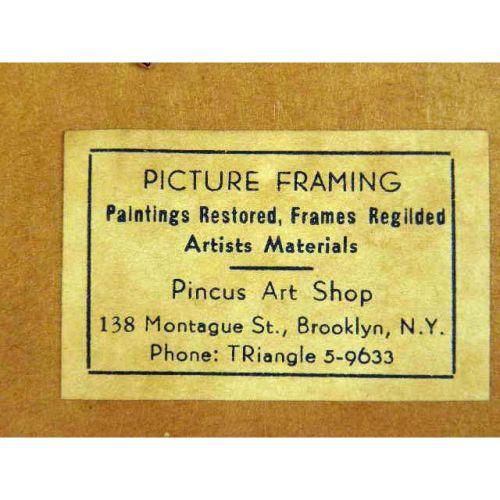 PICTURE FRAMING
Paintings Restored, Frames Regilded
Artists Materials
Pincus Art Shop
138 Montague St., Brooklyn, N.Y.
Phone: TRiangle 5-9633